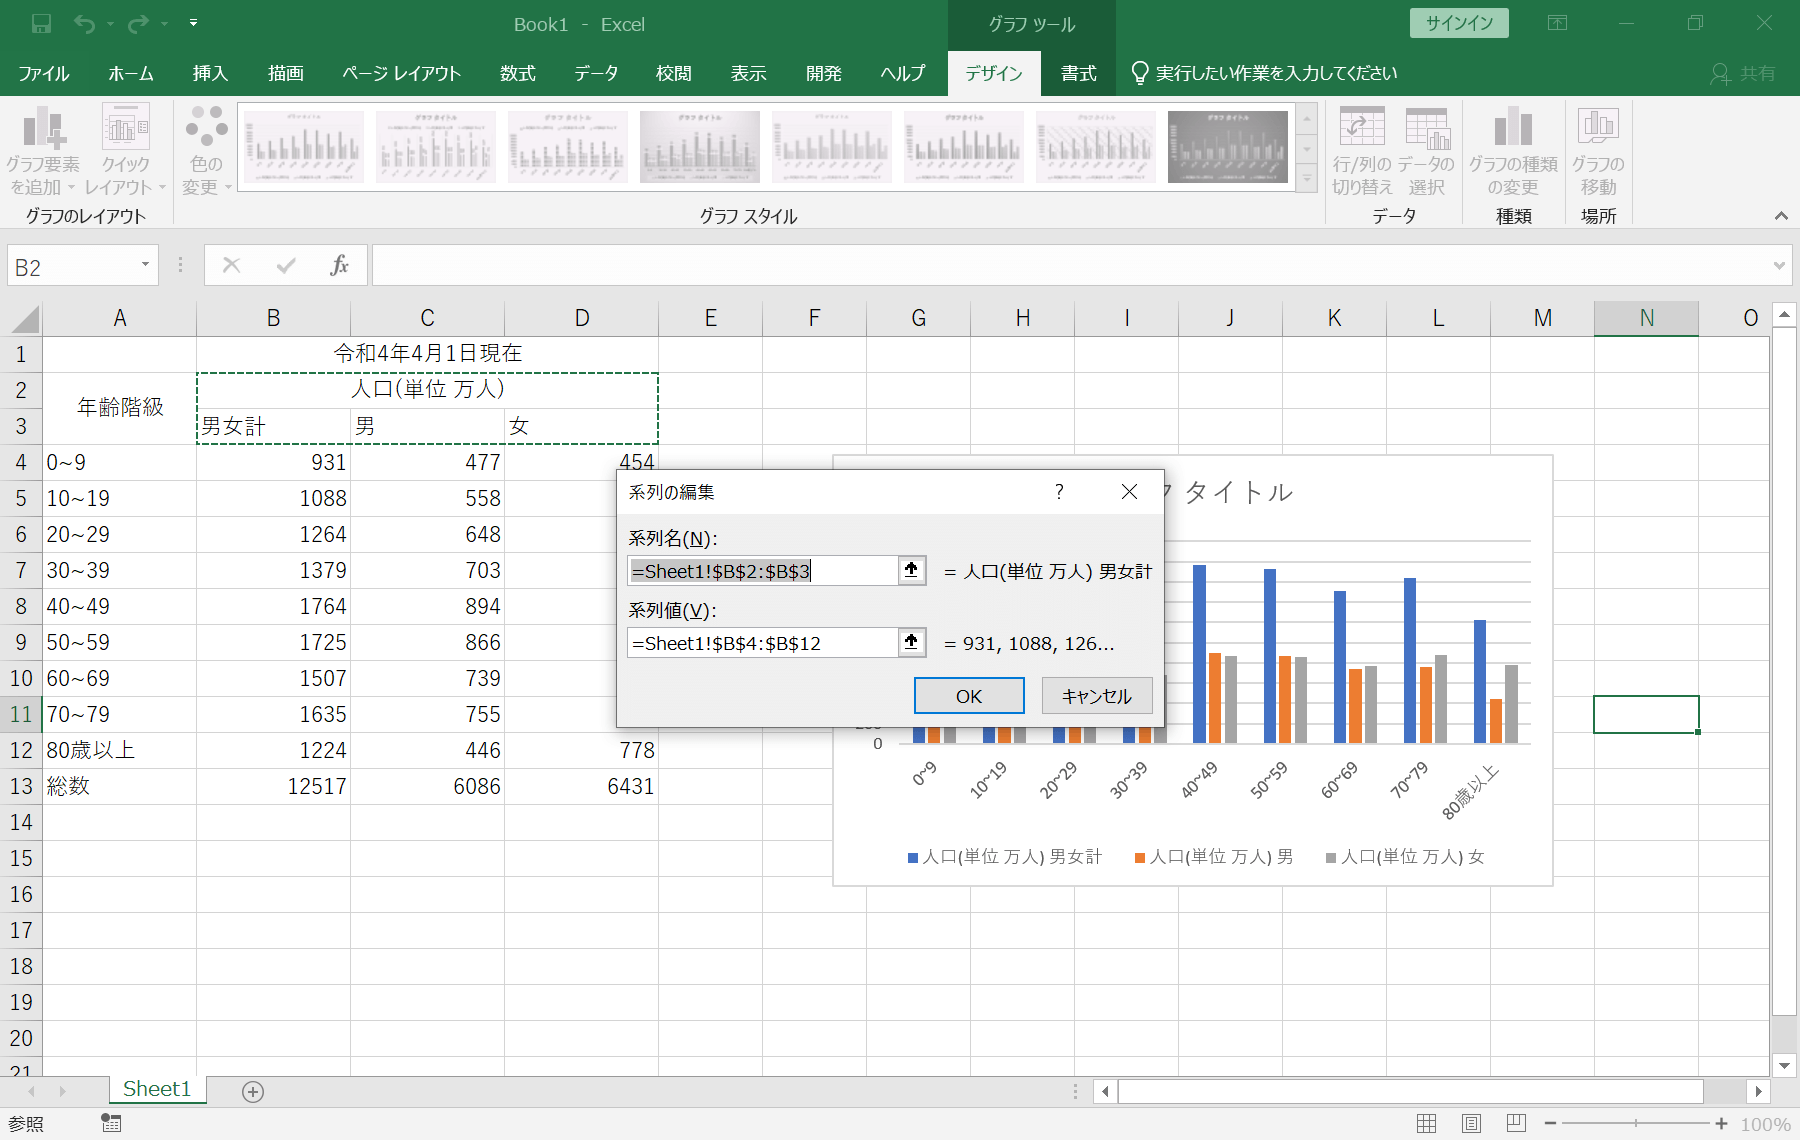 Book1 - Excel
グラフ ツール
サインイン
ファイル ホーム 挿入 描画 ページ レイアウト 数式 データ 校閲 表示 開発 ヘルプ デザイン 書式 実行したい作業を入力してください 共有
グラフ要素を追加
クイックレイアウト
色の変更
行/列の切り替え
データの選択
グラフの種類の変更
グラフの移動
グラフのレイアウト グラフ スタイル データ 種類 場所
B2 fx
A B C D E F G H I J K L M N O
1 令和4年4月1日現在
2 年齢階級 人口(単位 万人)
3 男女計 男 女
4 0~9 931 477 454
5 10~19 1088 558
6 20~29 1264 648
7 30~39 1379 703
8 40~49 1764 894
9 50~59 1725 866
10 60~69 1507 739
11 70~79 1635 755
12 80歳以上 1224 446 778
13 総数 12517 6086 6431
14
15
16
17
18
19
20
21
系列の編集 ?
系列名(N):
=Sheet1!$B$2:$B$3 = 人口(単位 万人) 男女計
系列値(V):
=Sheet1!$B$4:$B$12 = 931, 1088, 126...
OK キャンセル
タイトル
0
0~9 10~19 20~29 30~39 40~49 50~59 60~69 70~79 80歳以上
人口(単位 万人) 男女計 人口(単位 万人) 男 人口(単位 万人) 女
Sheet1
参照 100%